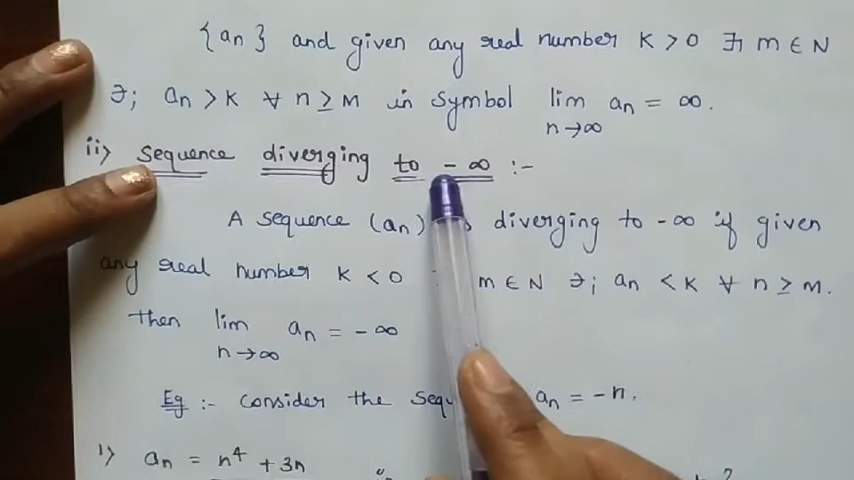 {an} and given any real number K > 0 ∃ m ∈ N
∋; an > K ∀ n ≥ M in symbol lim n→∞ an = ∞.
ii) Sequence diverging to - ∞ :-
A sequence (an) diverging to -∞ if given
any real number K < 0 m ∈ N ∋; an < K ∀ n ≥ m.
Then lim n→∞ an = - ∞
Eg :- Consider the an = -n.
1) an = n⁴ + 3n